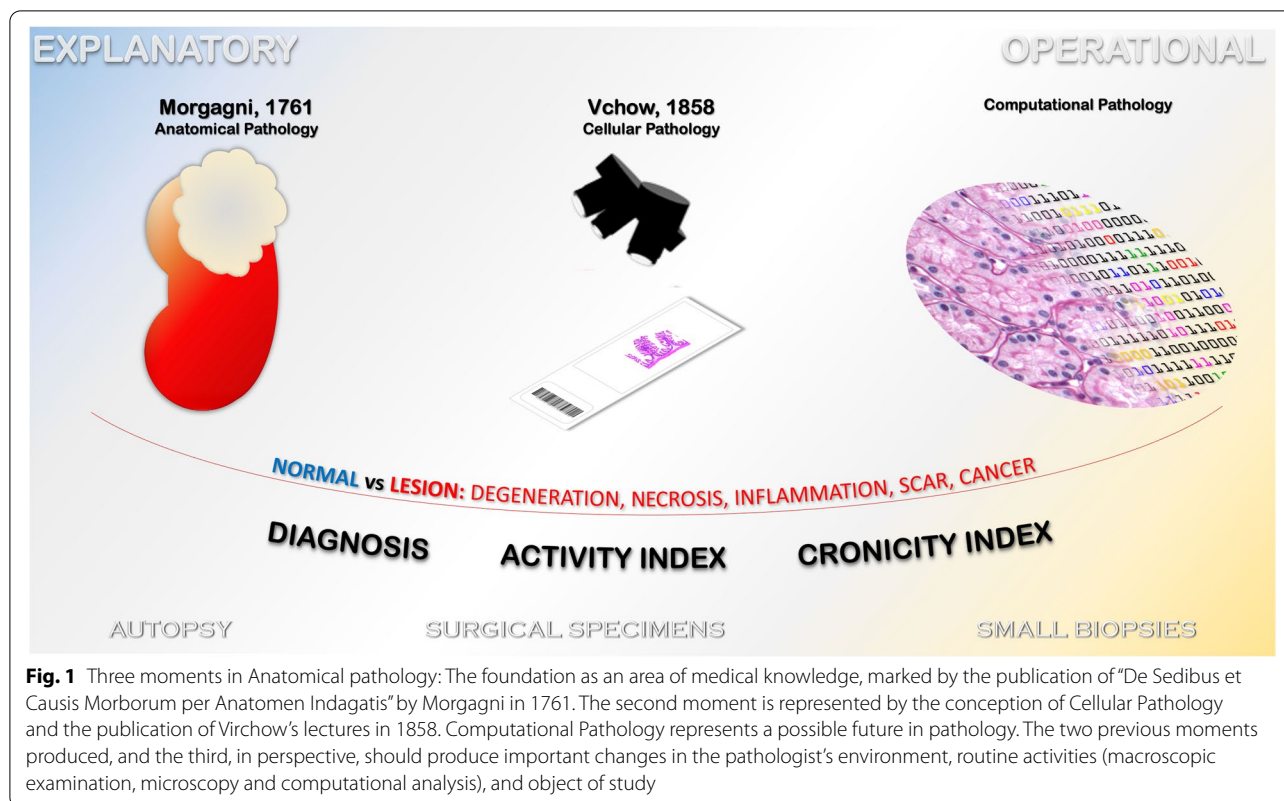 EXPLANATORY
OPERATIONAL
Morgagni, 1761
Anatomical Pathology
Vchow, 1858
Cellular Pathology
Computational Pathology
NORMAL vs LESION: DEGENERATION, NECROSIS, INFLAMMATION, SCAR, CANCER
DIAGNOSIS
ACTIVITY INDEX
CRONICITY INDEX
AUTOPSY
SURGICAL SPECIMENS
SMALL BIOPSIES
Fig. 1 Three moments in Anatomical pathology: The foundation as an area of medical knowledge, marked by the publication of “De Sedibus et
Causis Morborum per Anatomen Indagatis” by Morgagni in 1761. The second moment is represented by the conception of Cellular Pathology
and the publication of Virchow’s lectures in 1858. Computational Pathology represents a possible future in pathology. The two previous moments
produced, and the third, in perspective, should produce important changes in the pathologist’s environment, routine activities (macroscopic
examination, microscopy and computational analysis), and object of study